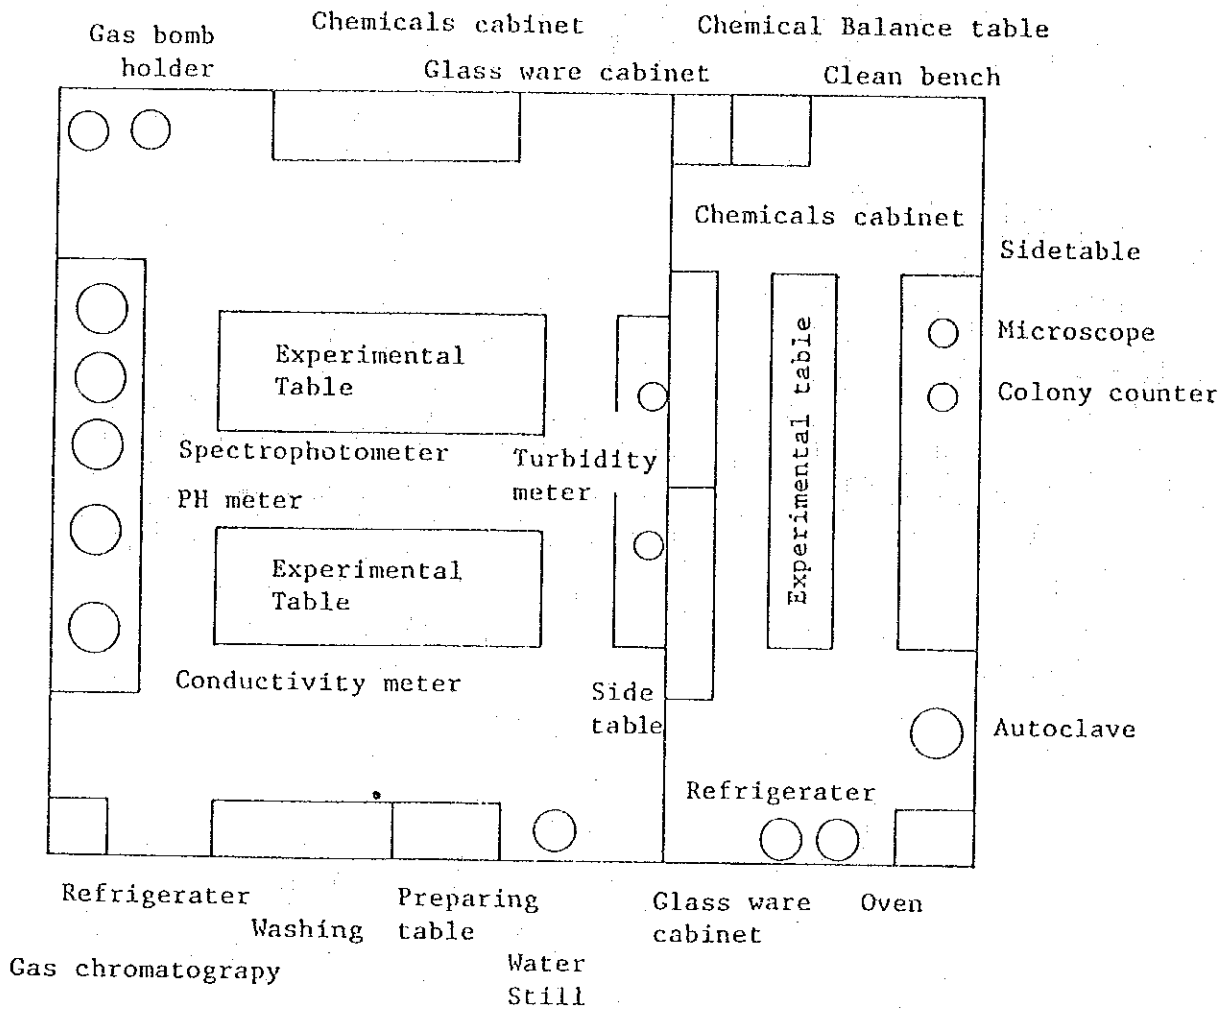 Gas bomb
holder
Chemicals cabinet
Glass ware cabinet
Chemical Balance table
Clean bench
Chemicals cabinet
Sidetable
Experimental
Table
Microscope
Colony counter
Experimental table
Spectrophotometer
Turbidity
meter
PH meter
Experimental
Table
Conductivity meter
Side
table
Autoclave
Refrigerater
Refrigerater
Washing
Preparing
table
Glass ware
cabinet
Oven
Gas chromatograpy
Water
Still